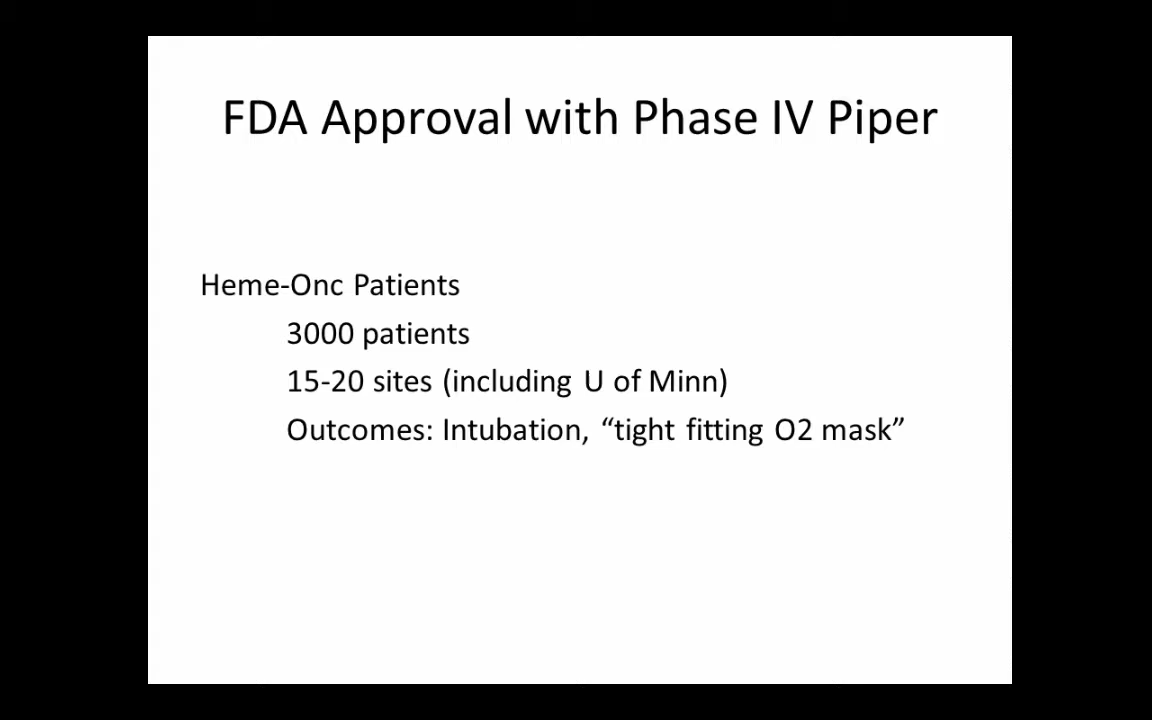 FDA Approval with Phase IV Piper
Heme-Onc Patients
3000 patients
15-20 sites (including U of Minn)
Outcomes: Intubation, “tight fitting O2 mask”